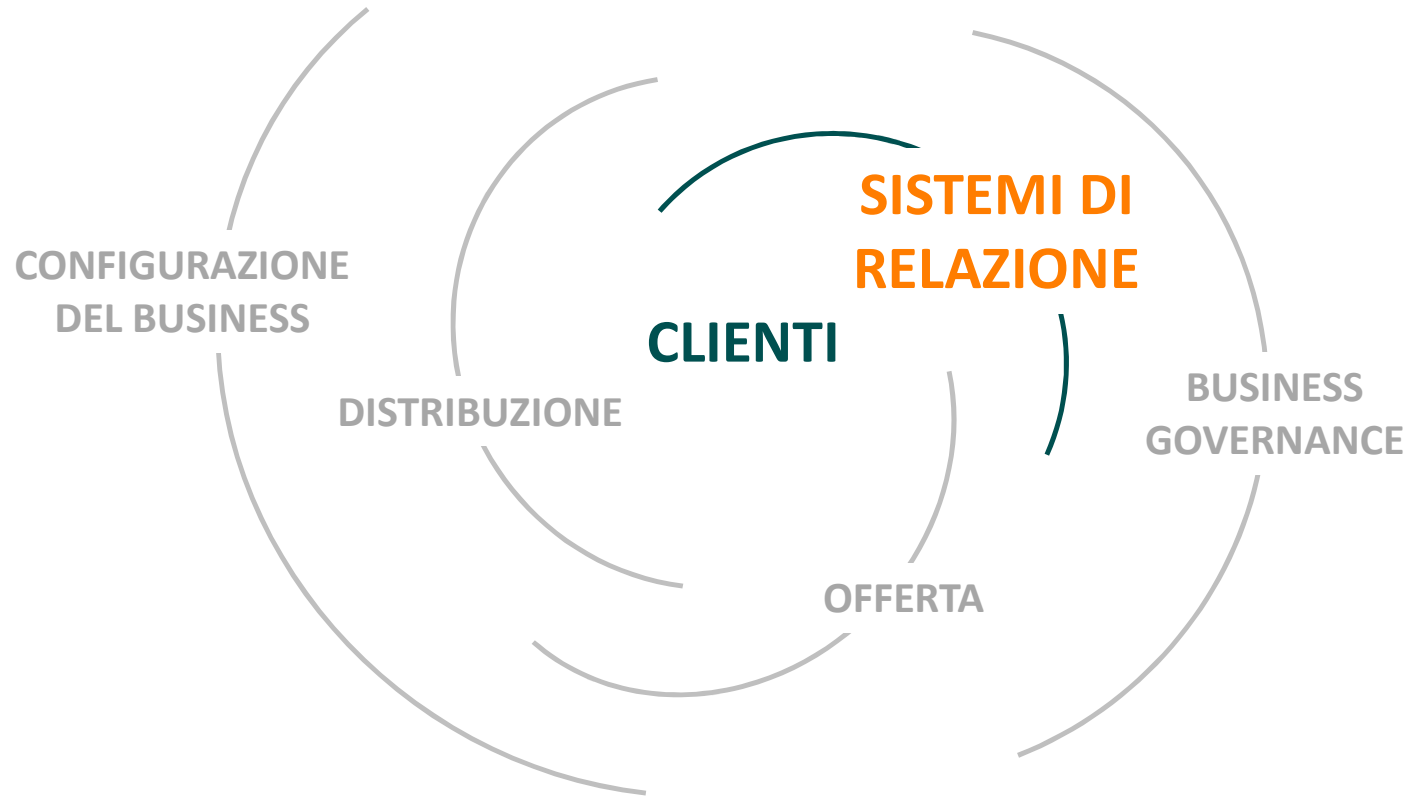 SISTEMI DI
RELAZIONE
CONFIGURAZIONE
DEL BUSINESS
CLIENTI
DISTRIBUZIONE
BUSINESS
GOVERNANCE
OFFERTA